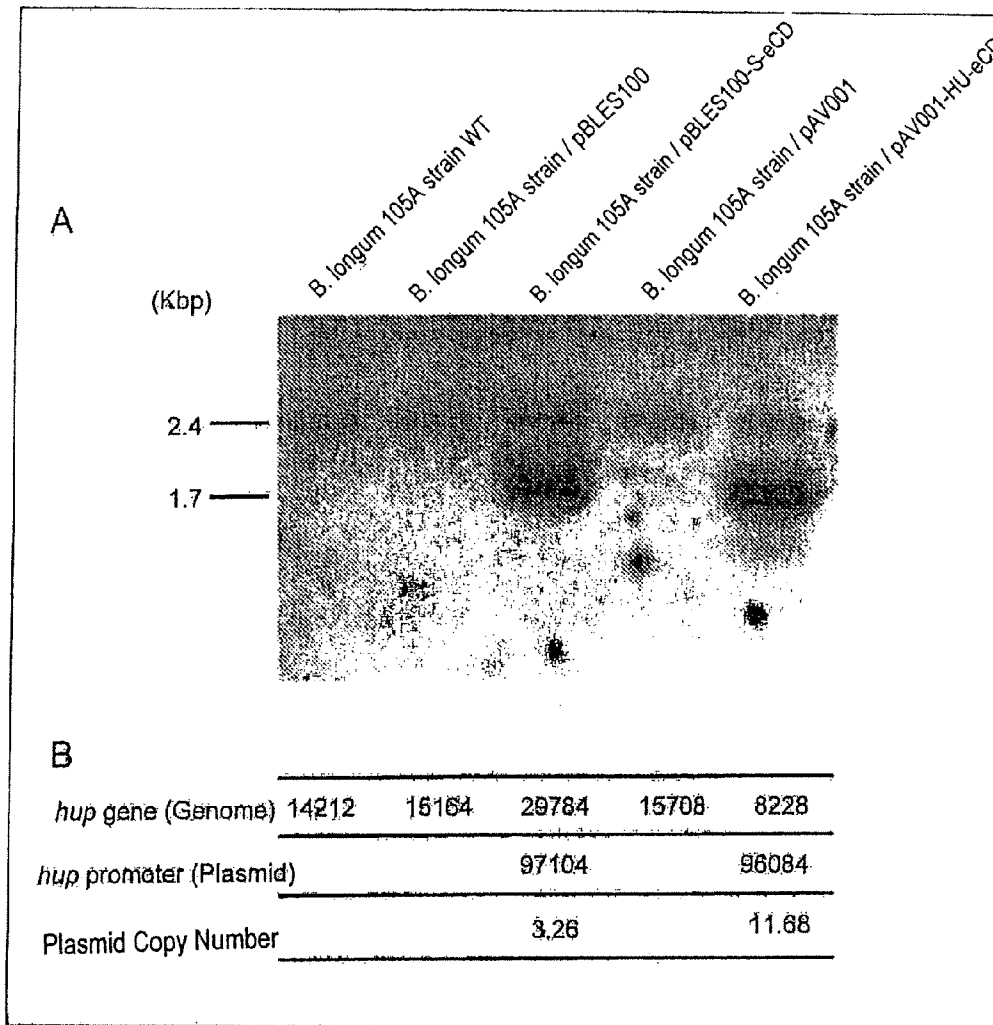 A
B. longum 105A strain WT
B. longum 105A strain / pBLES100
B. longum 105A strain / pBLES100-S-eCD
B. longum 105A strain / pAV001
B. longum 105A strain / pAV001-HU-eCD
(Kbp)
2.4
1.7
B
hup gene (Genome) 14212 15164 29784 15708 8228
hup promoter (Plasmid) 97104 96084
Plasmid Copy Number 3.26 11.68